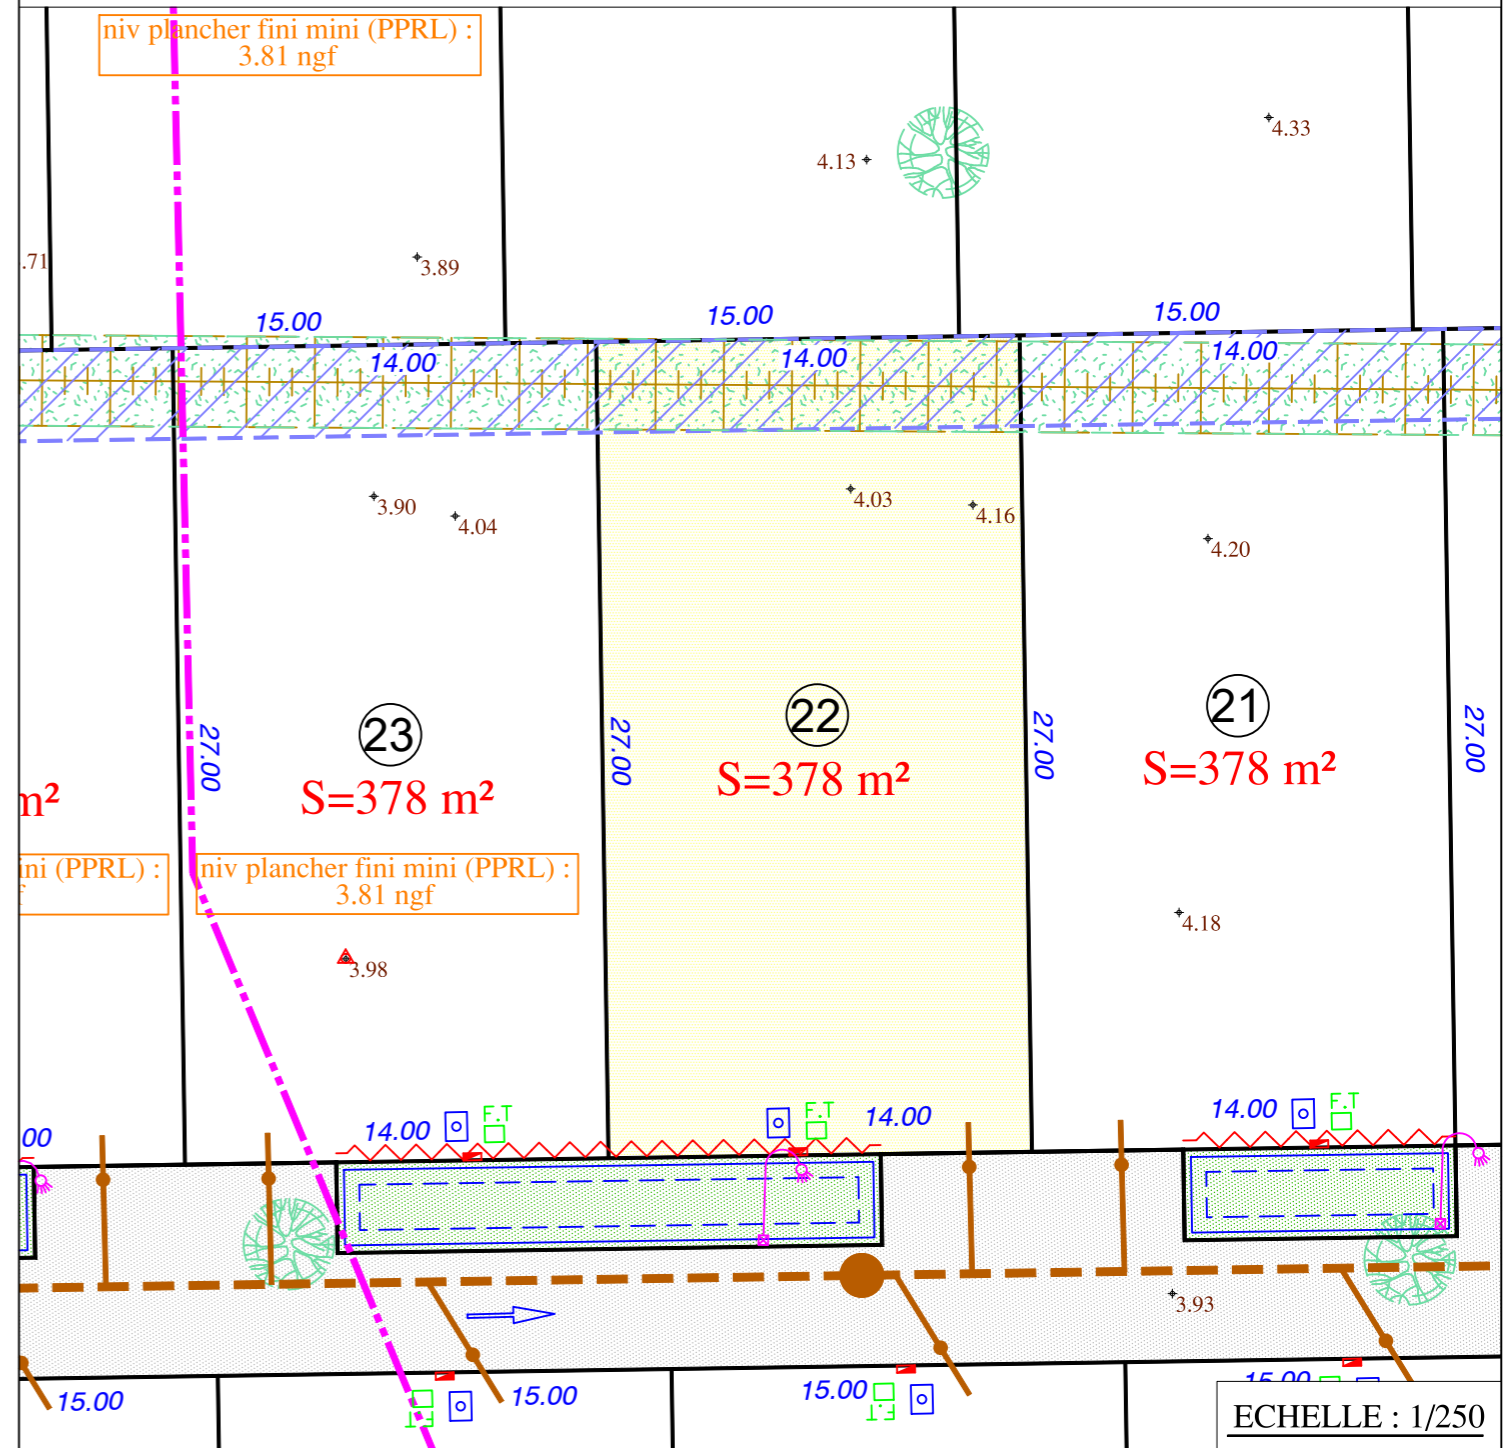 niv plancher fini mini (PPRL) :
3.81 ngf
4.33
4.13
.71
3.89
15.00
15.00
15.00
14.00
14.00
14.00
3.90
4.04
4.03
4.16
4.20
27.00
27.00
27.00
27.00
23
22
21
S=378 m²
S=378 m²
S=378 m²
m²
ini (PPRL) :
niv plancher fini mini (PPRL) :
3.81 ngf
4.18
3.98
00
14.00
F.T
F.T
14.00
14.00
F.T
3.93
15.00
F.T
15.00
15.00
F.T
15.00
ECHELLE : 1/250